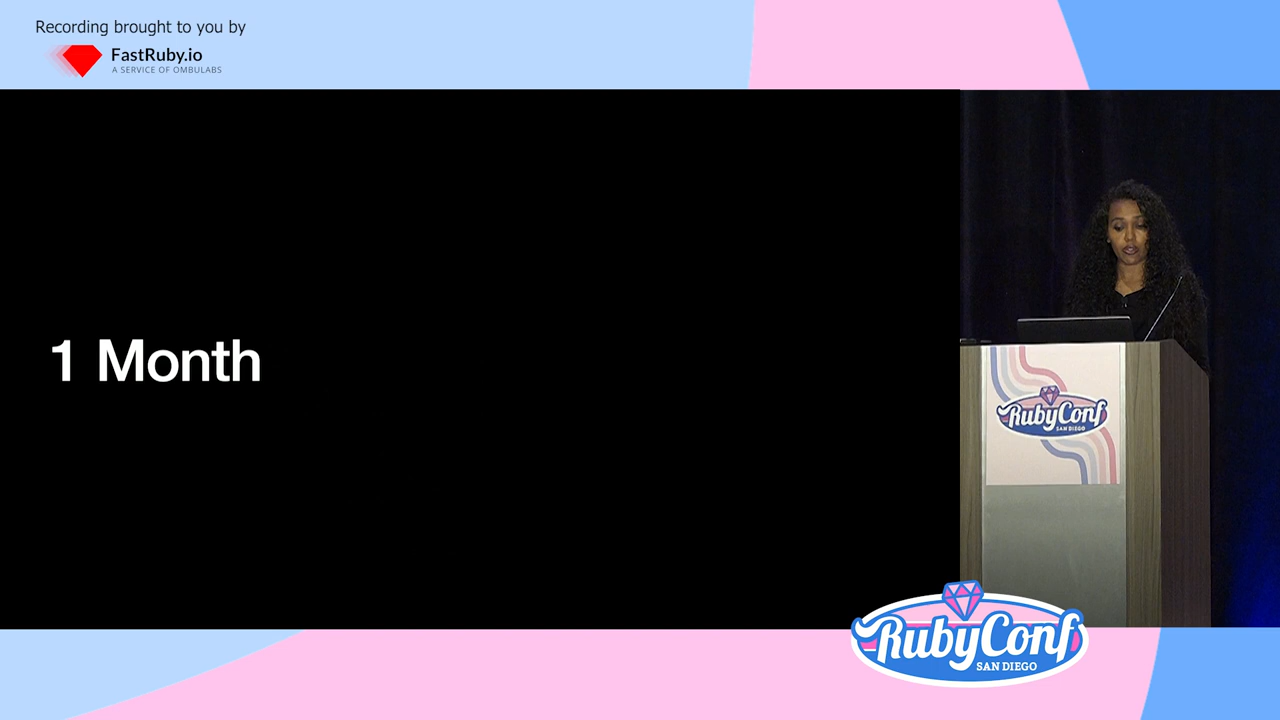 Recording brought to you by
FastRuby.io
A SERVICE OF OMBULABS
1 Month
RubyConf
SAN DIEGO
RubyConf
SAN DIEGO